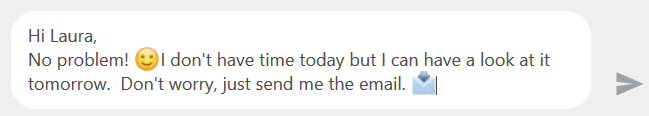 Hi Laura,
No problem! 🙂I don't have time today but I can have a look at it
tomorrow.  Don't worry, just send me the email. 📩